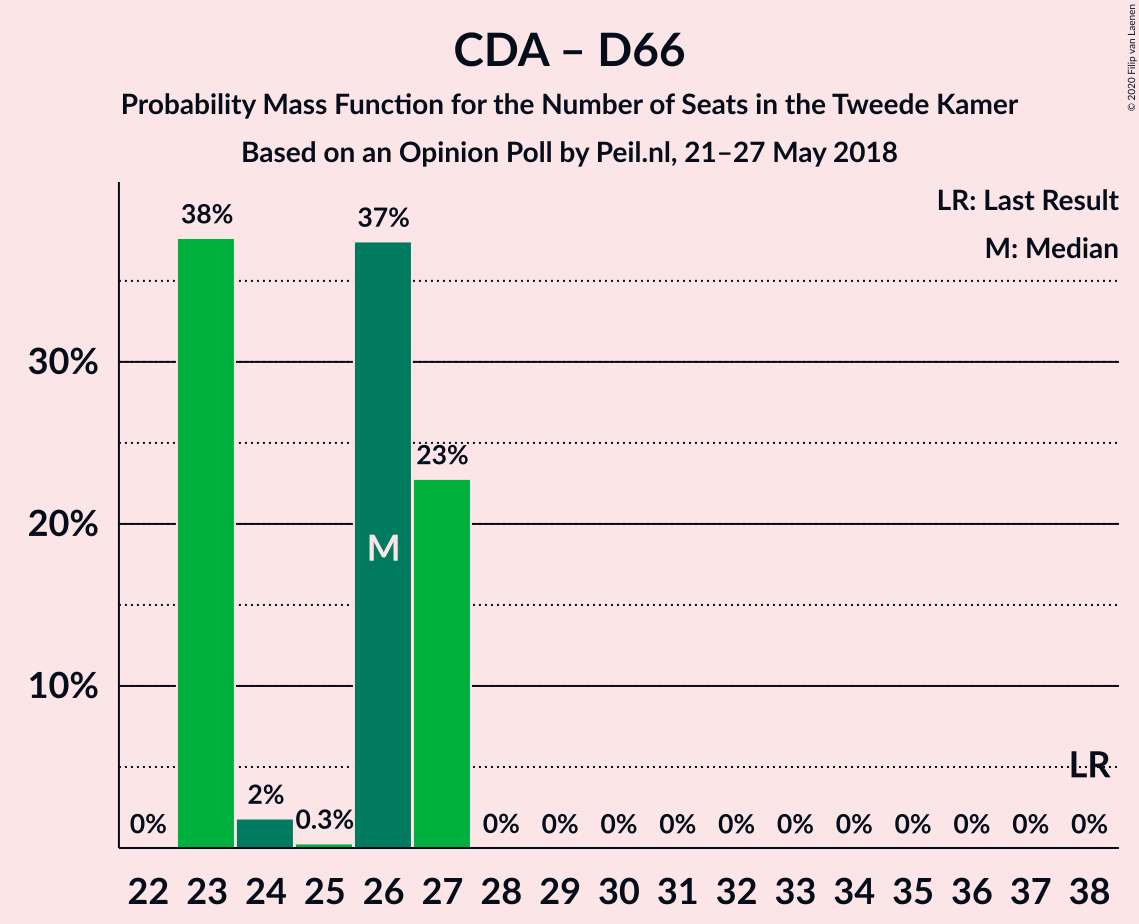 CDA – D66
Probability Mass Function for the Number of Seats in the Tweede Kamer
Based on an Opinion Poll by Peil.nl, 21–27 May 2018
© 2020 Filip van Laenen
LR: Last Result
M: Median
38%
37%
30%
23%
20%
M
10%
LR
2%
0.3%
0% 0% 0% 0% 0% 0% 0% 0% 0% 0% 0% 0%
22 23 24 25 26 27 28 29 30 31 32 33 34 35 36 37 38